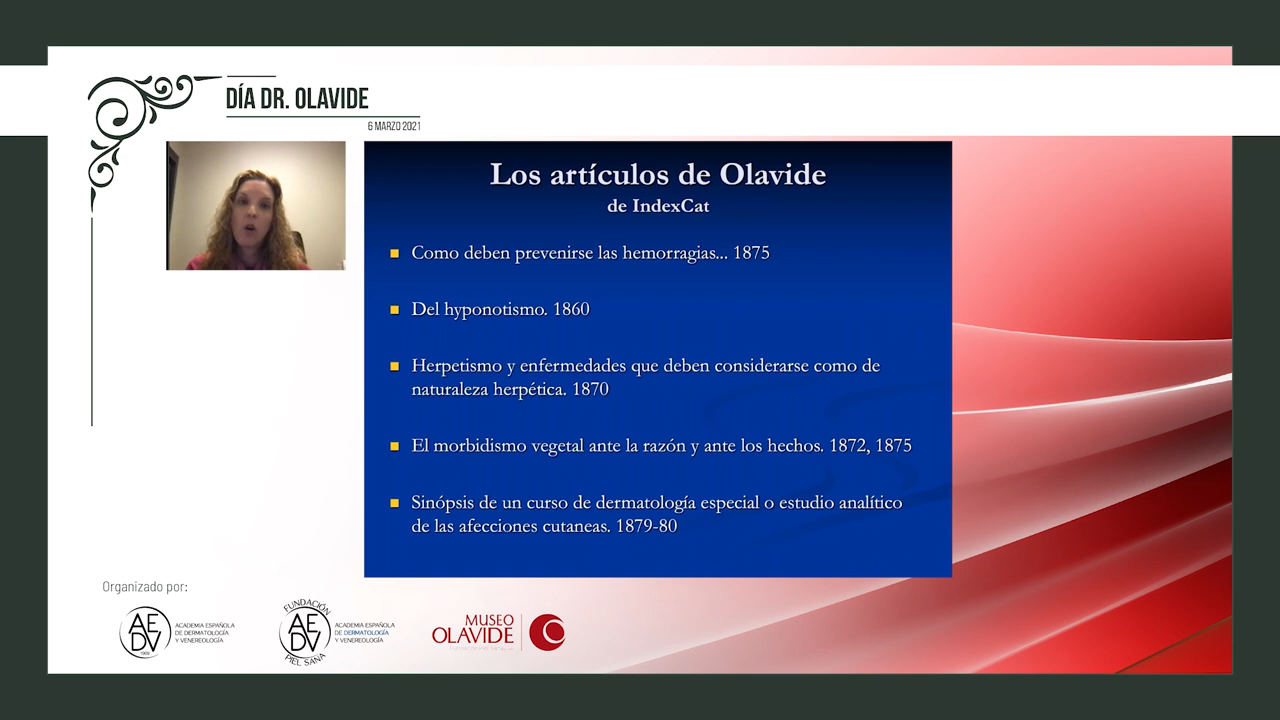 DÍA DR. OLAVIDE
6 MARZO 2021
Los artículos de Olavide
de IndexCat
Como deben prevenirse las hemorragias... 1875
Del hyponotismo. 1860
Herpetismo y enfermedades que deben considerarse como de
naturaleza herpética. 1870
El morbidismo vegetal ante la razón y ante los hechos. 1872, 1875
Sinópsis de un curso de dermatología especial o estudio analítico
de las afecciones cutaneas. 1879-80
Organizado por:
AEDV
1909
ACADEMIA ESPAÑOLA
DE DERMATOLOGÍA
Y VENEREOLOGÍA
FUNDACIÓN
AEDV
PIEL SANA
ACADEMIA ESPAÑOLA
DE DERMATOLOGÍA
Y VENEREOLOGÍA
MUSEO
OLAVIDE